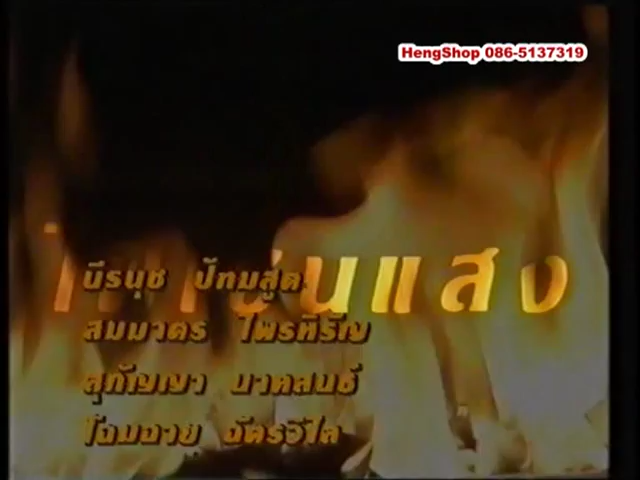 HengShop 086-5137319
นีรนุช ปัทมสูต
สมมาตร ไพรหิรัญ
สุกัญญา นาคสนธิ์
โฉมฉาย ฉัตรวิไล